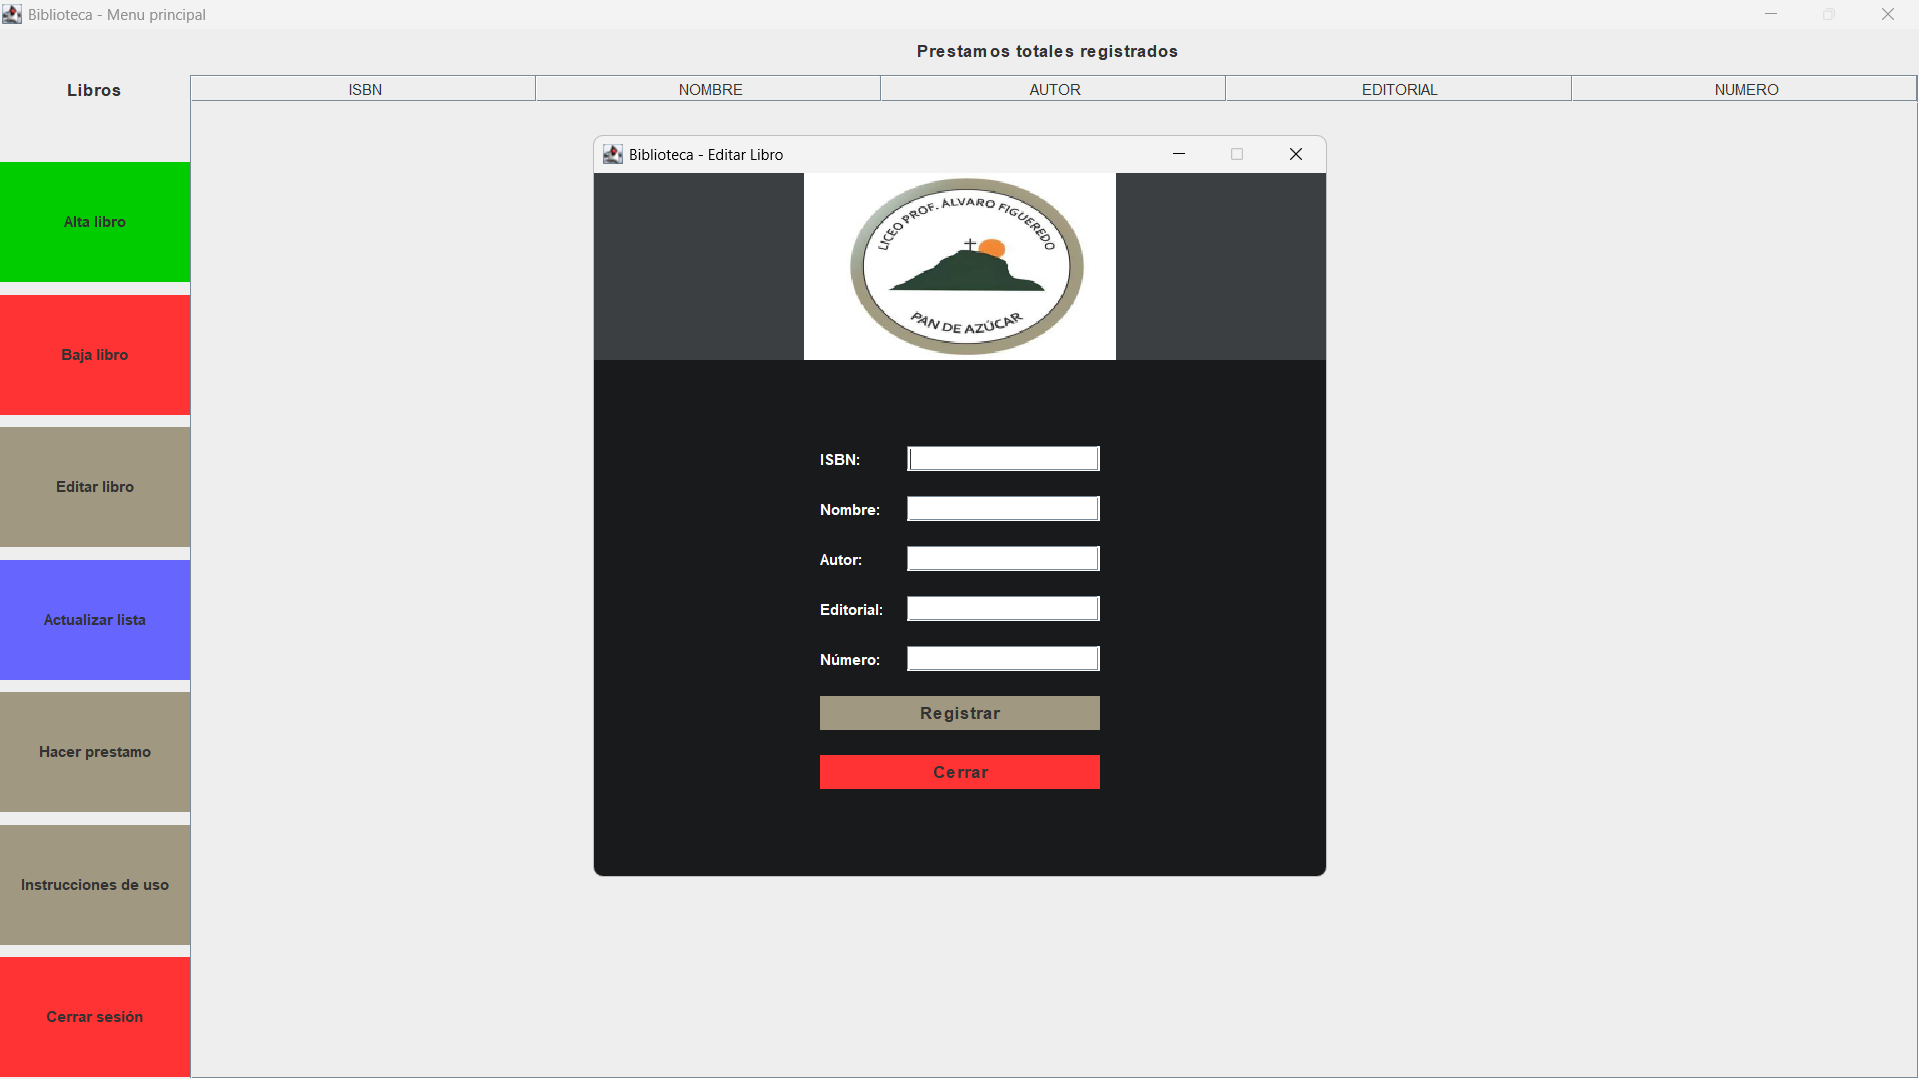 Biblioteca - Menu principal
Prestamos totales registrados
Libros
ISBN NOMBRE AUTOR EDITORIAL NUMERO
Alta libro
Baja libro
Editar libro
Actualizar lista
Hacer prestamo
Instrucciones de uso
Cerrar sesión
Biblioteca - Editar Libro
LICEO PROF. ÁLVARO FIGUEREDO
PAN DE AZÚCAR
ISBN:
Nombre:
Autor:
Editorial:
Número:
Registrar
Cerrar